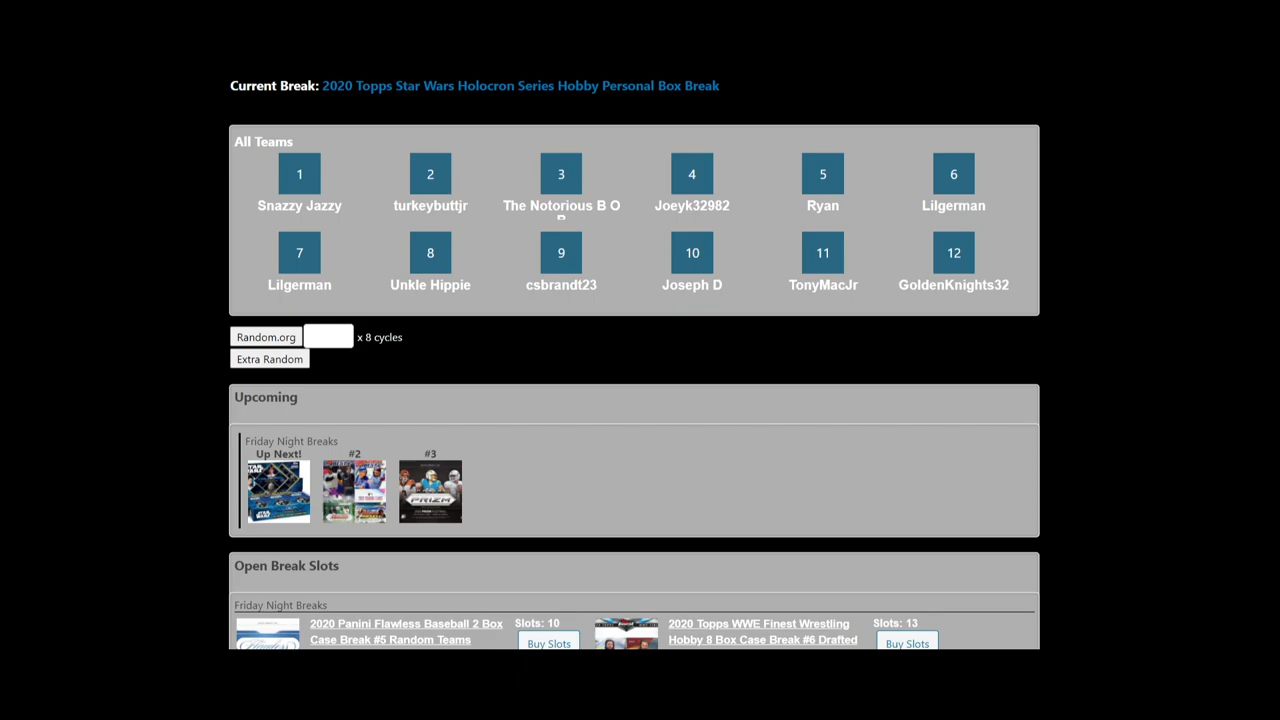 Current Break: 2020 Topps Star Wars Holocron Series Hobby Personal Box Break
All Teams
1 2 3 4 5 6
Snazzy Jazzy turkeybuttjr The Notorious B O Joeyk32982 Ryan Lilgerman
7 8 9 10 11 12
Lilgerman Unkle Hippie csbrandt23 Joseph D TonyMacJr GoldenKnights32
Random.org x 8 cycles
Extra Random
Upcoming
Friday Night Breaks
Up Next! #2 #3
PRIZM
Open Break Slots
Friday Night Breaks
2020 Panini Flawless Baseball 2 Box Slots: 10 2020 Topps WWE Finest Wrestling Slots: 13
Case Break #5 Random Teams Buy Slots Hobby 8 Box Case Break #6 Drafted Buy Slots